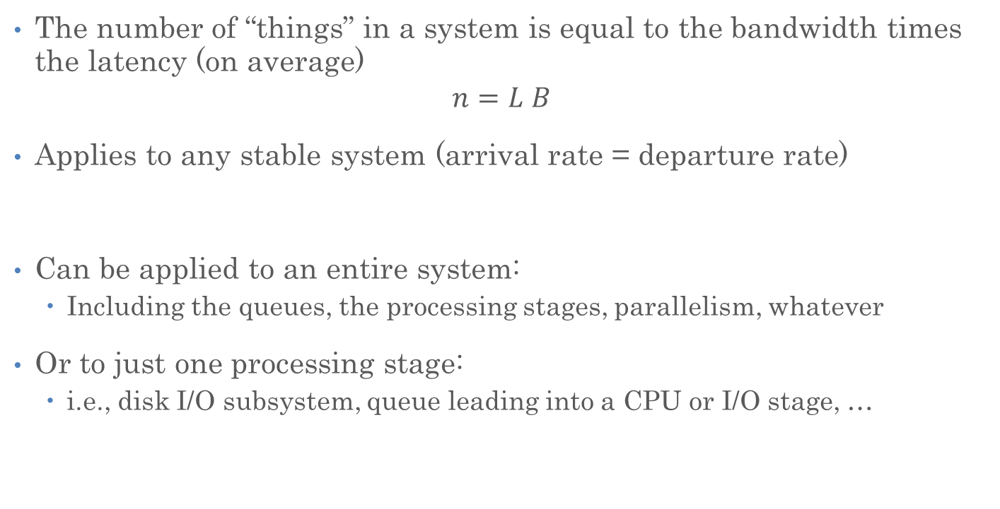 • The number of “things” in a system is equal to the bandwidth times
the latency (on average)
n = L B
• Applies to any stable system (arrival rate = departure rate)
• Can be applied to an entire system:
• Including the queues, the processing stages, parallelism, whatever
• Or to just one processing stage:
• i.e., disk I/O subsystem, queue leading into a CPU or I/O stage, …